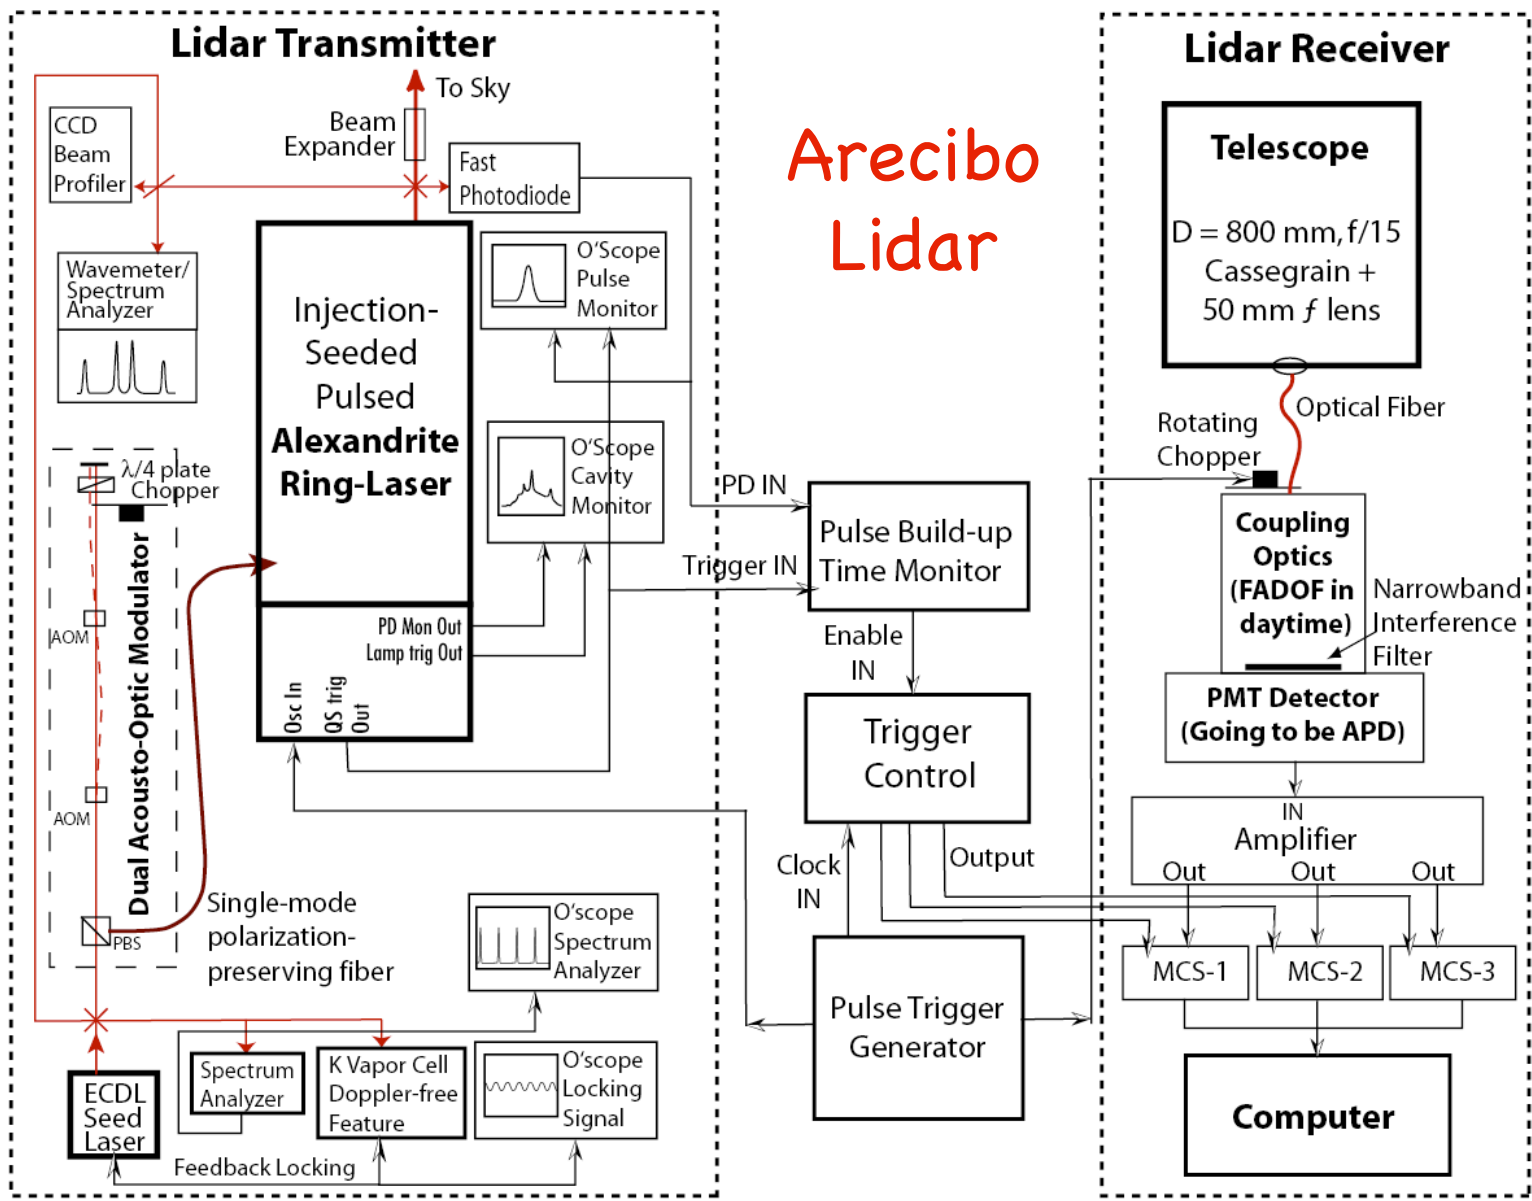 Lidar Transmitter
To Sky
CCD
Beam
Profiler
Beam
Expander
Fast
Photodiode
Wavemeter/
Spectrum
Analyzer
Injection-
Seeded
Pulsed
Alexandrite
Ring-Laser
O'Scope
Pulse
Monitor
O'Scope
Cavity
Monitor
λ/4 plate
Chopper
AOM
AOM
Dual Acousto-Optic Modulator
PBS
PD Mon Out
Lamp trig Out
Osc In
QS trig
Out
Single-mode
polarization-
preserving fiber
O'scope
Spectrum
Analyzer
Spectrum
Analyzer
K Vapor Cell
Doppler-free
Feature
O'scope
Locking
Signal
ECDL
Seed
Laser
Feedback Locking
Arecibo
Lidar
PD IN
Trigger IN
Pulse Build-up
Time Monitor
Enable
IN
Trigger
Control
Clock
IN
Output
Pulse Trigger
Generator
Lidar Receiver
Telescope
D = 800 mm, f/15
Cassegrain +
50 mm ƒ lens
Optical Fiber
Rotating
Chopper
Coupling
Optics
(FADOF in
daytime)
Narrowband
Interference
Filter
PMT Detector
(Going to be APD)
IN
Amplifier
Out Out Out
MCS-1 MCS-2 MCS-3
Computer